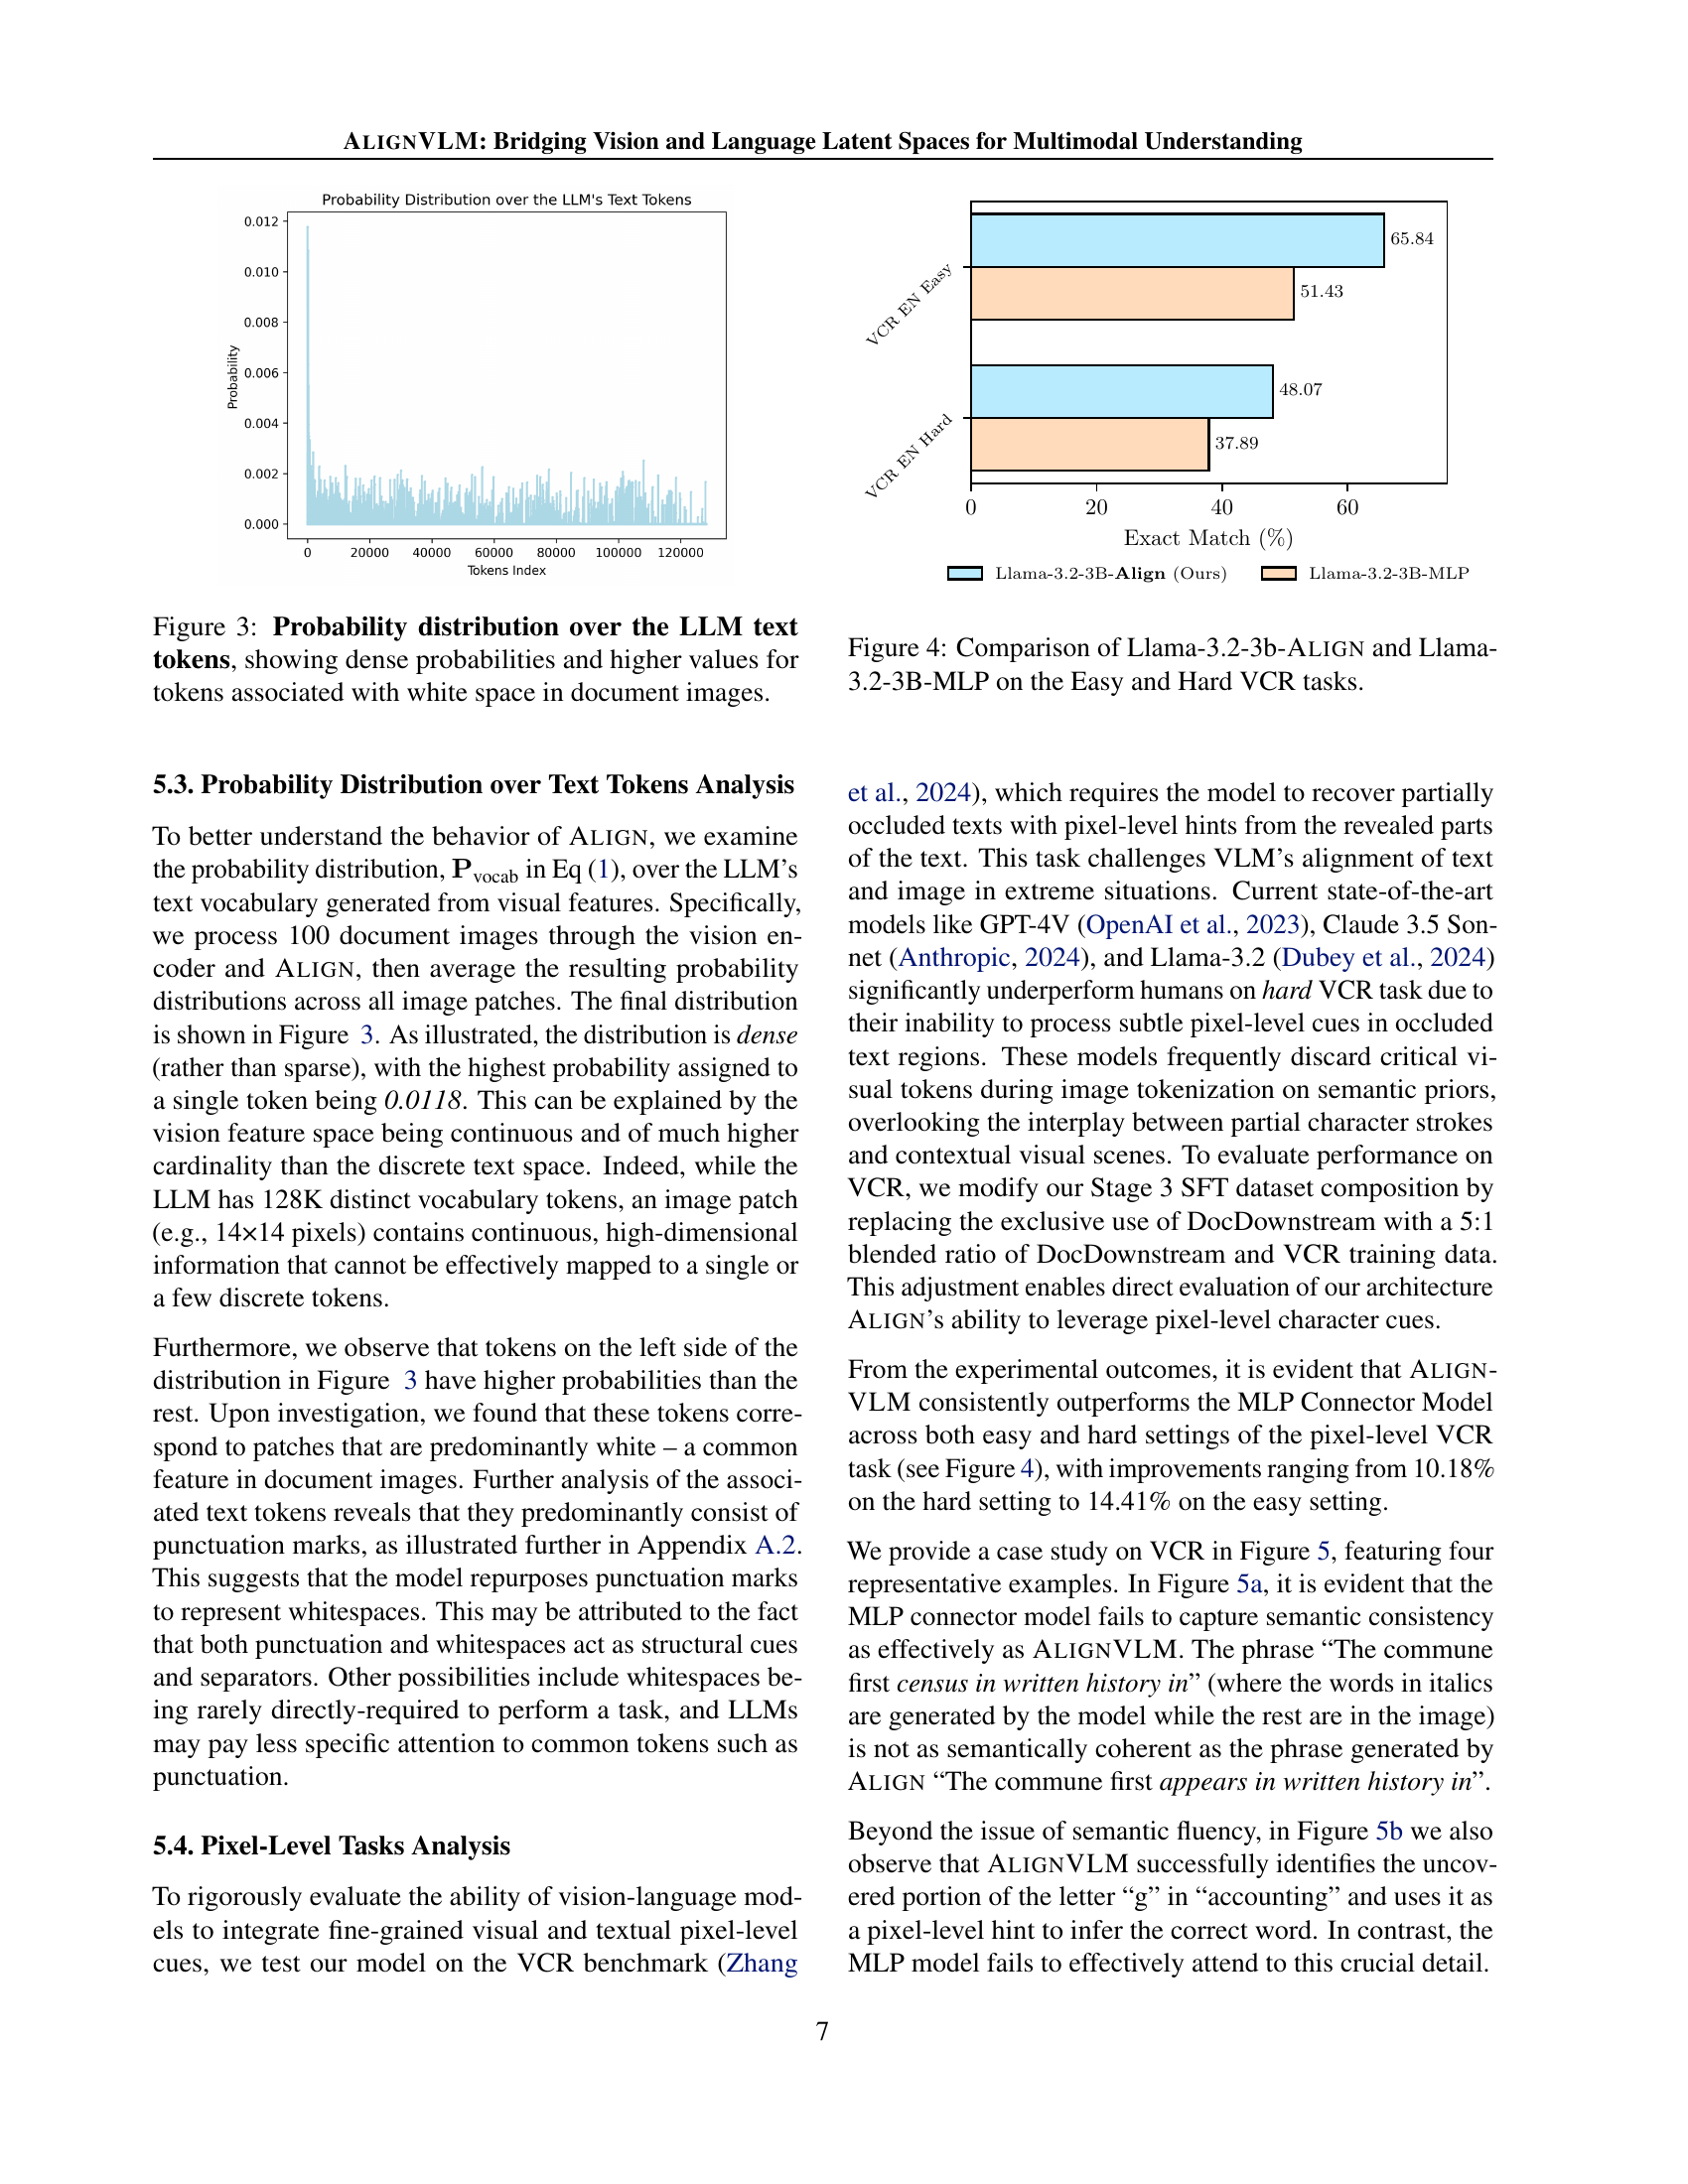 ALIGNVLM: Bridging Vision and Language Latent Spaces for Multimodal Understanding
Probability Distribution over the LLM's Text Tokens
0.012
0.010
0.008
0.006
0.004
0.002
0.000
Probability
0 20000 40000 60000 80000 100000 120000
Tokens Index
Figure 3: Probability distribution over the LLM text
tokens, showing dense probabilities and higher values for
tokens associated with white space in document images.
5.3. Probability Distribution over Text Tokens Analysis
To better understand the behavior of ALIGN, we examine
the probability distribution, Pvocab in Eq (1), over the LLM's
text vocabulary generated from visual features. Specifically,
we process 100 document images through the vision en-
coder and ALIGN, then average the resulting probability
distributions across all image patches. The final distribution
is shown in Figure 3. As illustrated, the distribution is dense
(rather than sparse), with the highest probability assigned to
a single token being 0.0118. This can be explained by the
vision feature space being continuous and of much higher
cardinality than the discrete text space. Indeed, while the
LLM has 128K distinct vocabulary tokens, an image patch
(e.g., 14×14 pixels) contains continuous, high-dimensional
information that cannot be effectively mapped to a single or
a few discrete tokens.
Furthermore, we observe that tokens on the left side of the
distribution in Figure 3 have higher probabilities than the
rest. Upon investigation, we found that these tokens corre-
spond to patches that are predominantly white – a common
feature in document images. Further analysis of the associ-
ated text tokens reveals that they predominantly consist of
punctuation marks, as illustrated further in Appendix A.2.
This suggests that the model repurposes punctuation marks
to represent whitespaces. This may be attributed to the fact
that both punctuation and whitespaces act as structural cues
and separators. Other possibilities include whitespaces be-
ing rarely directly-required to perform a task, and LLMs
may pay less specific attention to common tokens such as
punctuation.
5.4. Pixel-Level Tasks Analysis
To rigorously evaluate the ability of vision-language mod-
els to integrate fine-grained visual and textual pixel-level
cues, we test our model on the VCR benchmark (Zhang
VCR EN Easy
65.84
51.43
VCR EN Hard
48.07
37.89
0 20 40 60
Exact Match (%)
Llama-3.2-3B-Align (Ours) Llama-3.2-3B-MLP
Figure 4: Comparison of Llama-3.2-3b-ALIGN and Llama-
3.2-3B-MLP on the Easy and Hard VCR tasks.
et al., 2024), which requires the model to recover partially
occluded texts with pixel-level hints from the revealed parts
of the text. This task challenges VLM's alignment of text
and image in extreme situations. Current state-of-the-art
models like GPT-4V (OpenAI et al., 2023), Claude 3.5 Son-
net (Anthropic, 2024), and Llama-3.2 (Dubey et al., 2024)
significantly underperform humans on hard VCR task due to
their inability to process subtle pixel-level cues in occluded
text regions. These models frequently discard critical vi-
sual tokens during image tokenization on semantic priors,
overlooking the interplay between partial character strokes
and contextual visual scenes. To evaluate performance on
VCR, we modify our Stage 3 SFT dataset composition by
replacing the exclusive use of DocDownstream with a 5:1
blended ratio of DocDownstream and VCR training data.
This adjustment enables direct evaluation of our architecture
ALIGN's ability to leverage pixel-level character cues.
From the experimental outcomes, it is evident that ALIGN-
VLM consistently outperforms the MLP Connector Model
across both easy and hard settings of the pixel-level VCR
task (see Figure 4), with improvements ranging from 10.18%
on the hard setting to 14.41% on the easy setting.
We provide a case study on VCR in Figure 5, featuring four
representative examples. In Figure 5a, it is evident that the
MLP connector model fails to capture semantic consistency
as effectively as ALIGNVLM. The phrase “The commune
first census in written history in” (where the words in italics
are generated by the model while the rest are in the image)
is not as semantically coherent as the phrase generated by
ALIGN “The commune first appears in written history in”.
Beyond the issue of semantic fluency, in Figure 5b we also
observe that ALIGNVLM successfully identifies the uncov-
ered portion of the letter “g” in “accounting” and uses it as
a pixel-level hint to infer the correct word. In contrast, the
MLP model fails to effectively attend to this crucial detail.
7